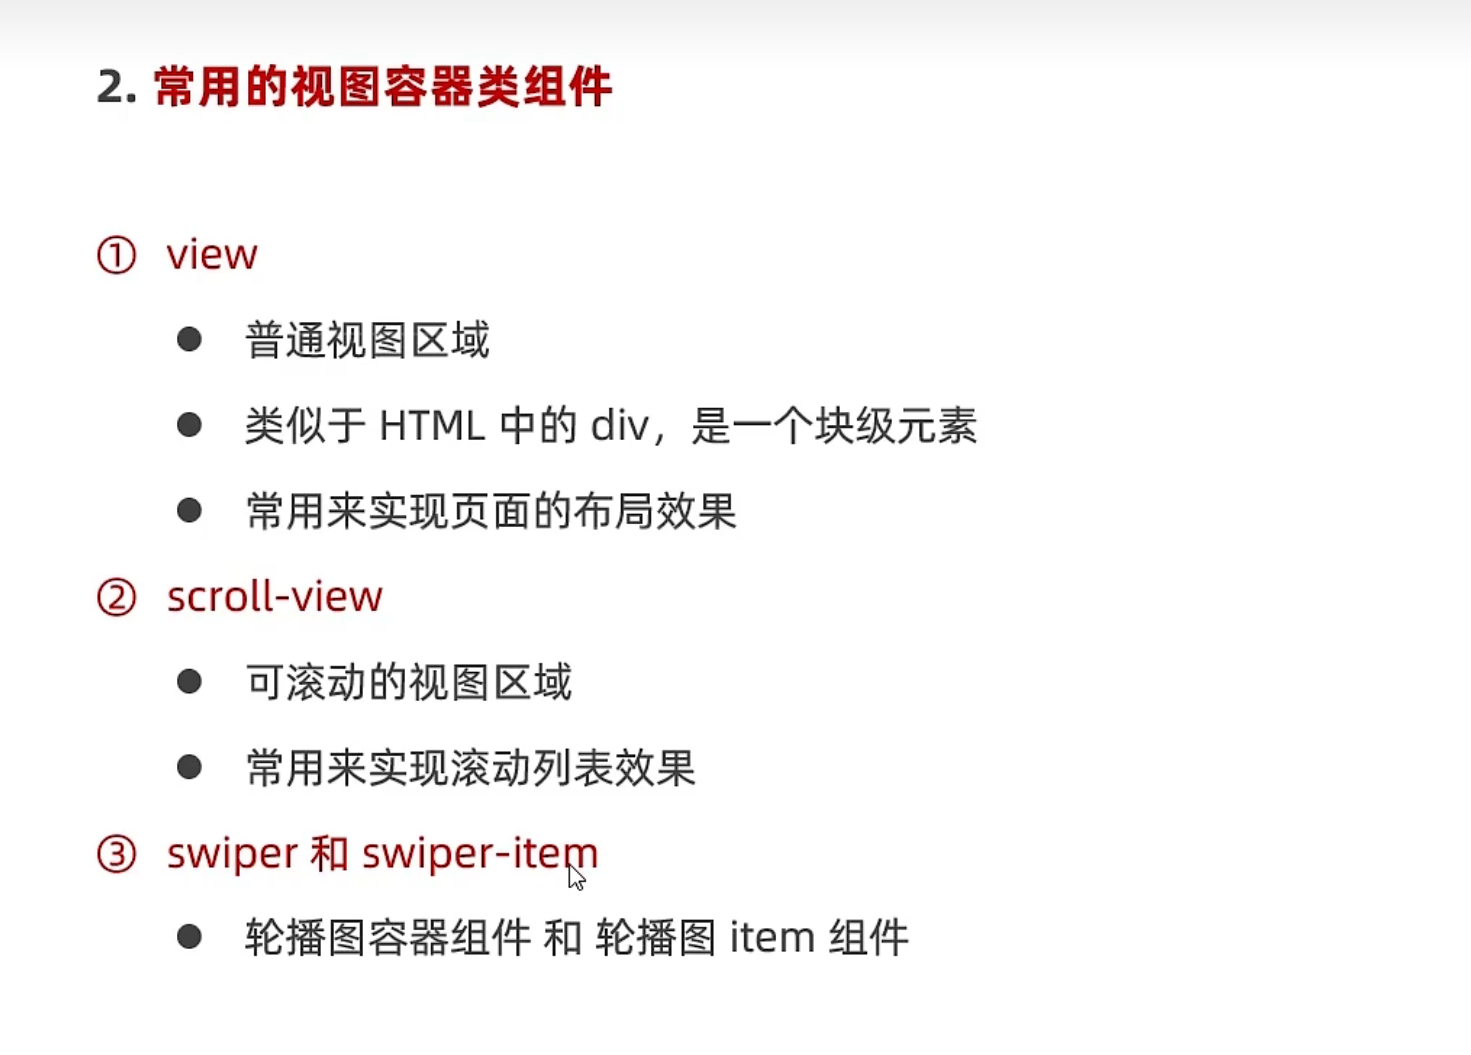 2. 常用的视图容器类组件
① view
● 普通视图区域
● 类似于 HTML 中的 div，是一个块级元素
● 常用来实现页面的布局效果
② scroll-view
● 可滚动的视图区域
● 常用来实现滚动列表效果
③ swiper 和 swiper-item
● 轮播图容器组件 和 轮播图 item 组件